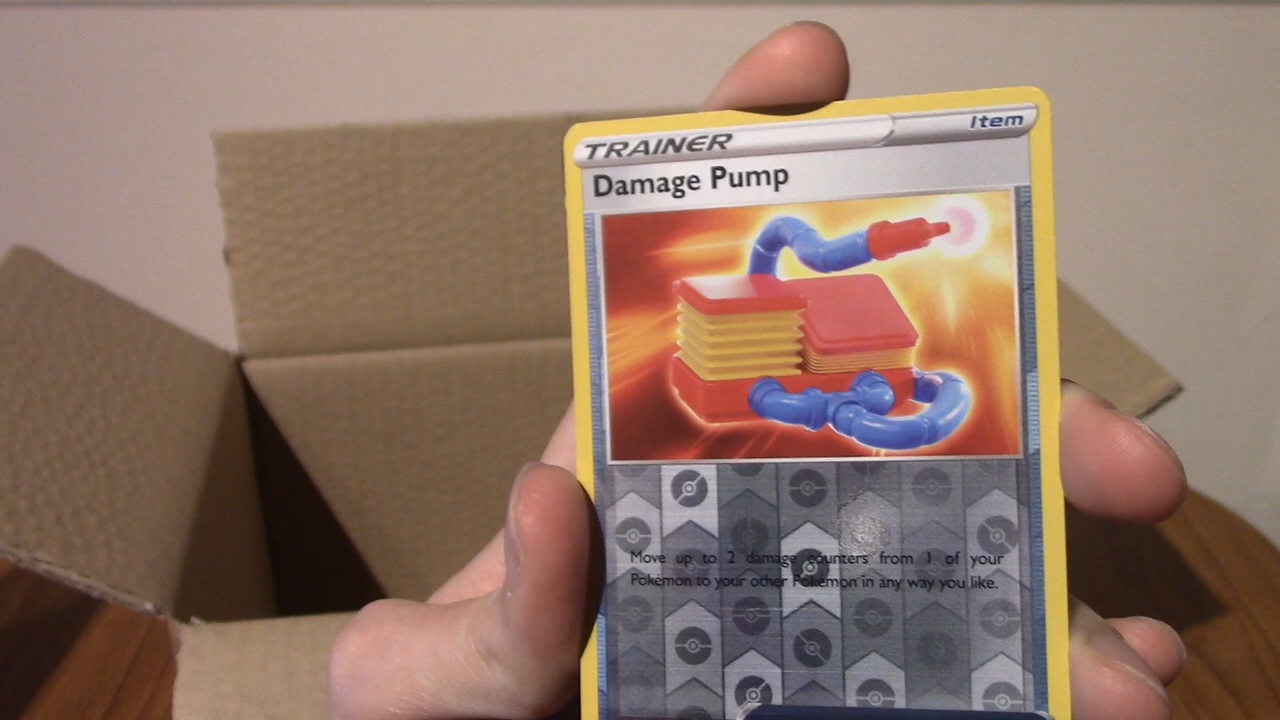 TRAINER Item
Damage Pump
Move up to 2 damage counters from 1 of your
Pokémon to your other Pokémon in any way you like.